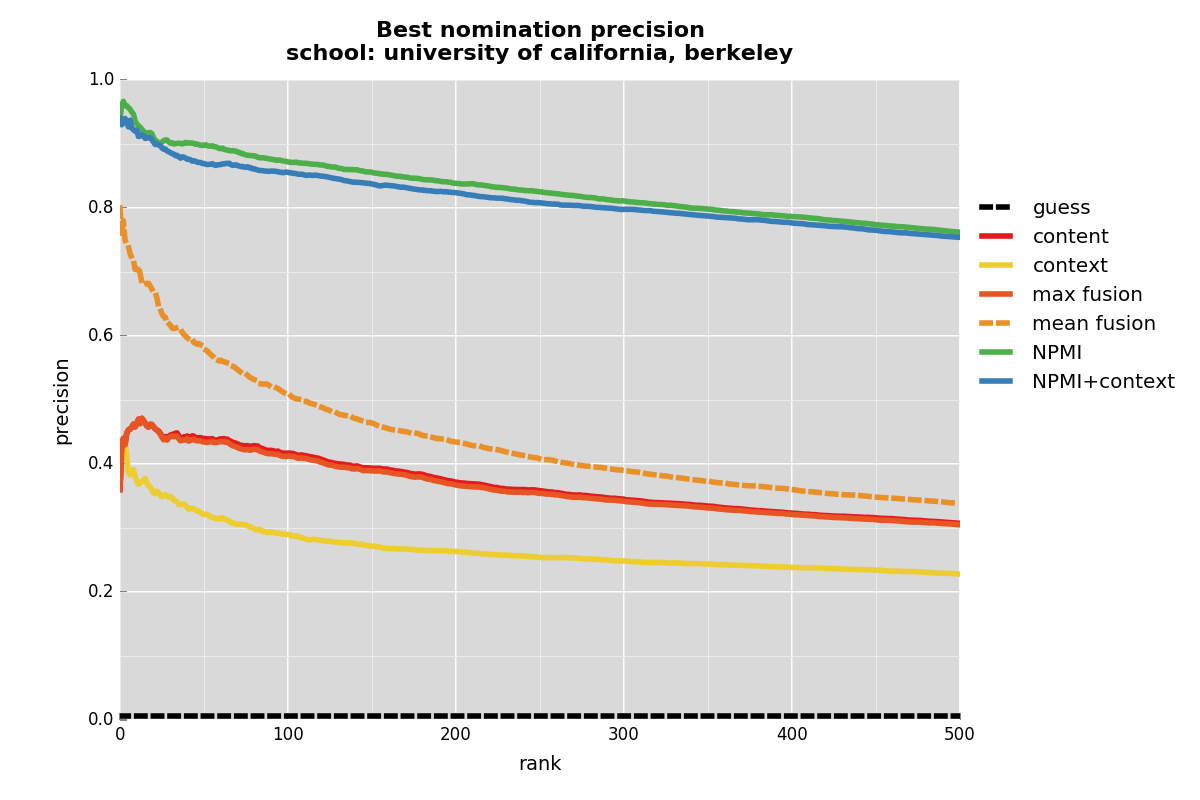 Best nomination precision
school: university of california, berkeley
precision
1.0
0.8
0.6
0.4
0.2
0.0
0
100
200
300
400
500
rank
guess
content
context
max fusion
mean fusion
NPMI
NPMI+context